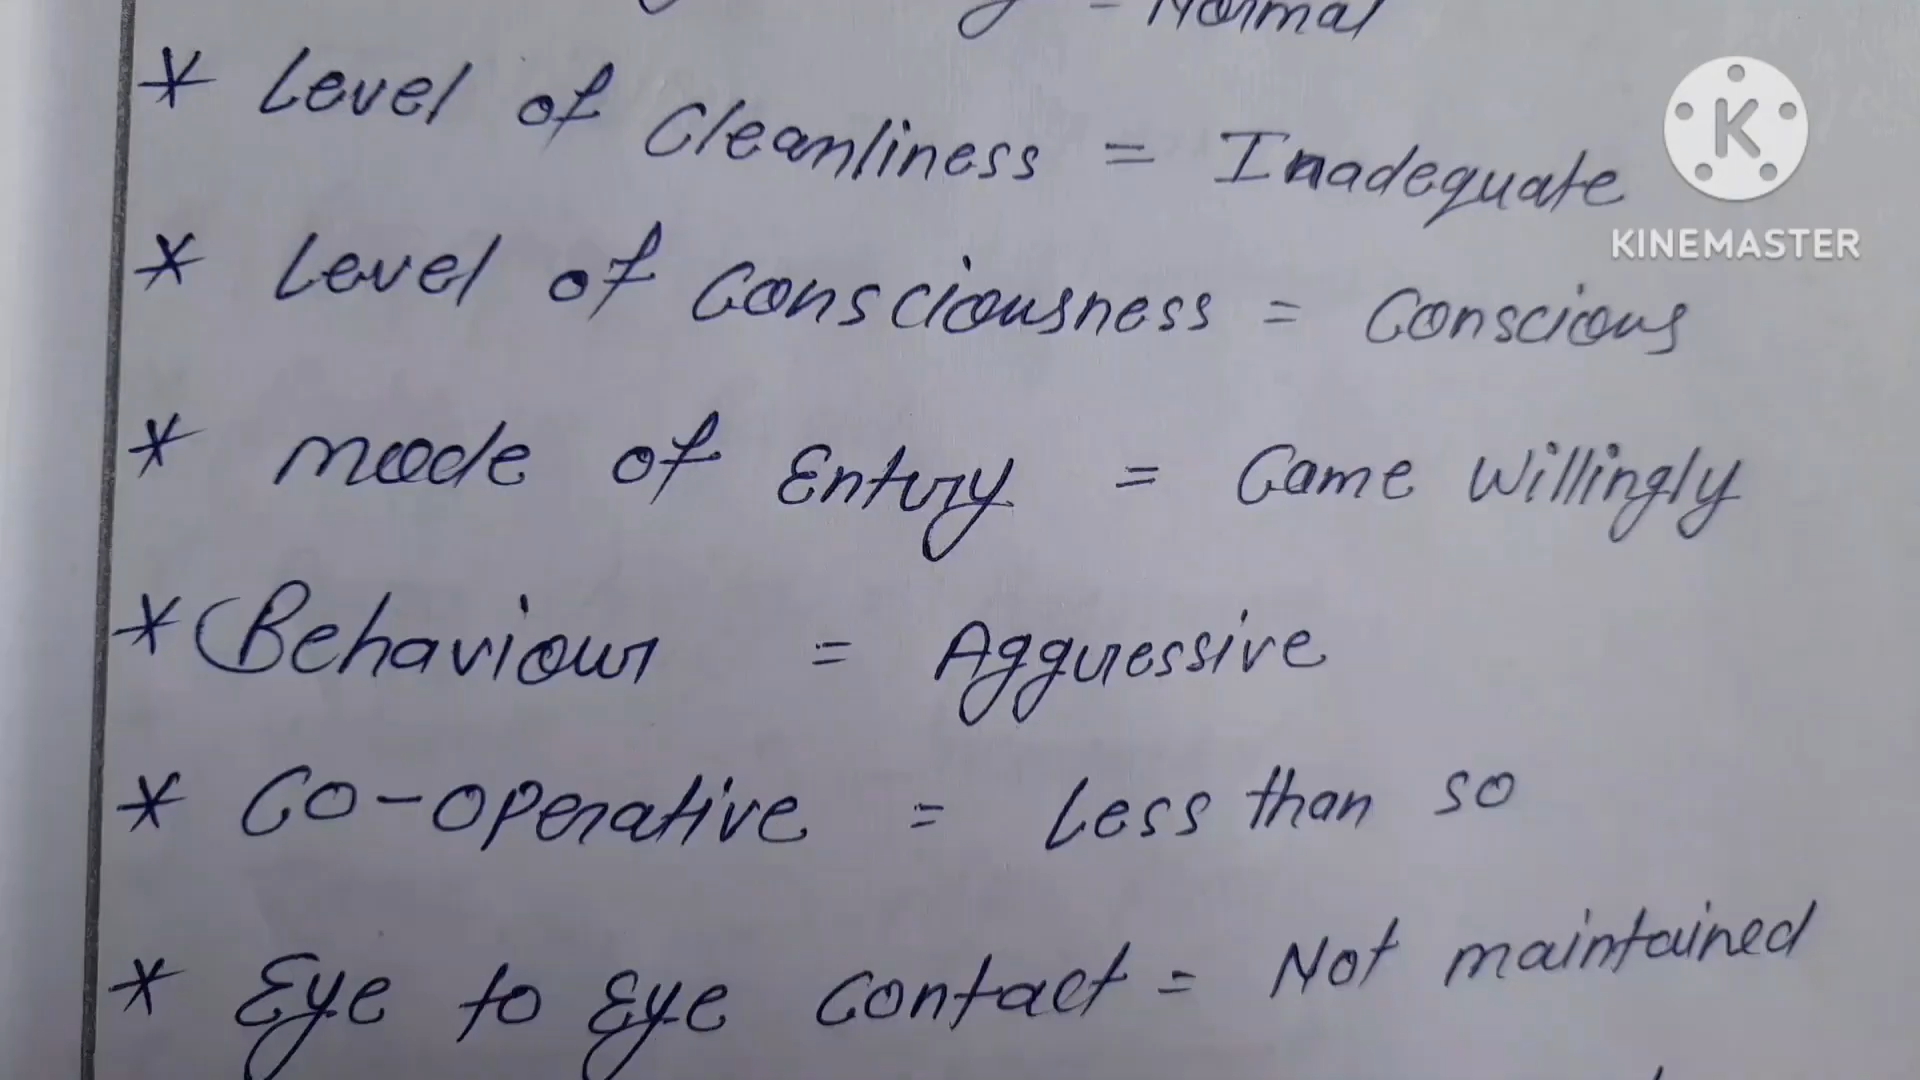 - Normal
* Level of Cleanliness = Inadequate
K
KINEMASTER
* Level of Consciousness = Conscious
* mode of Entry = Came willingly
* Behaviour = Aggressive
* Co-operative = Less than so
* Eye to Eye contact = Not maintained